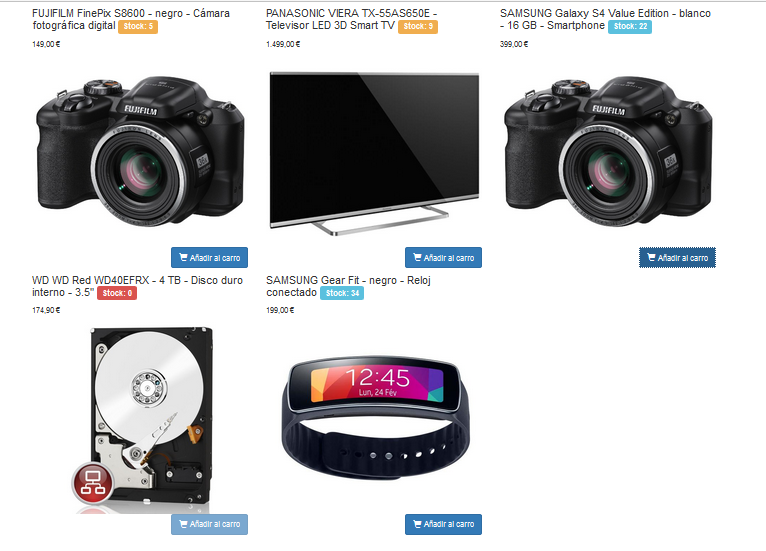 FUJIFILM FinePix S8600 - negro - Cámara
fotográfica digital Stock: 5
149,00 €
FUJIFILM
Añadir al carro
PANASONIC VIERA TX-55AS650E -
Televisor LED 3D Smart TV Stock: 9
1.499,00 €
Añadir al carro
SAMSUNG Galaxy S4 Value Edition - blanco
- 16 GB - Smartphone Stock: 22
399,00 €
FUJIFILM
Añadir al carro
WD WD Red WD40EFRX - 4 TB - Disco duro
interno - 3.5" Stock: 0
174,90 €
Añadir al carro
SAMSUNG Gear Fit - negro - Reloj
conectado Stock: 34
199,00 €
12:45
Lun, 24 Fév
Añadir al carro